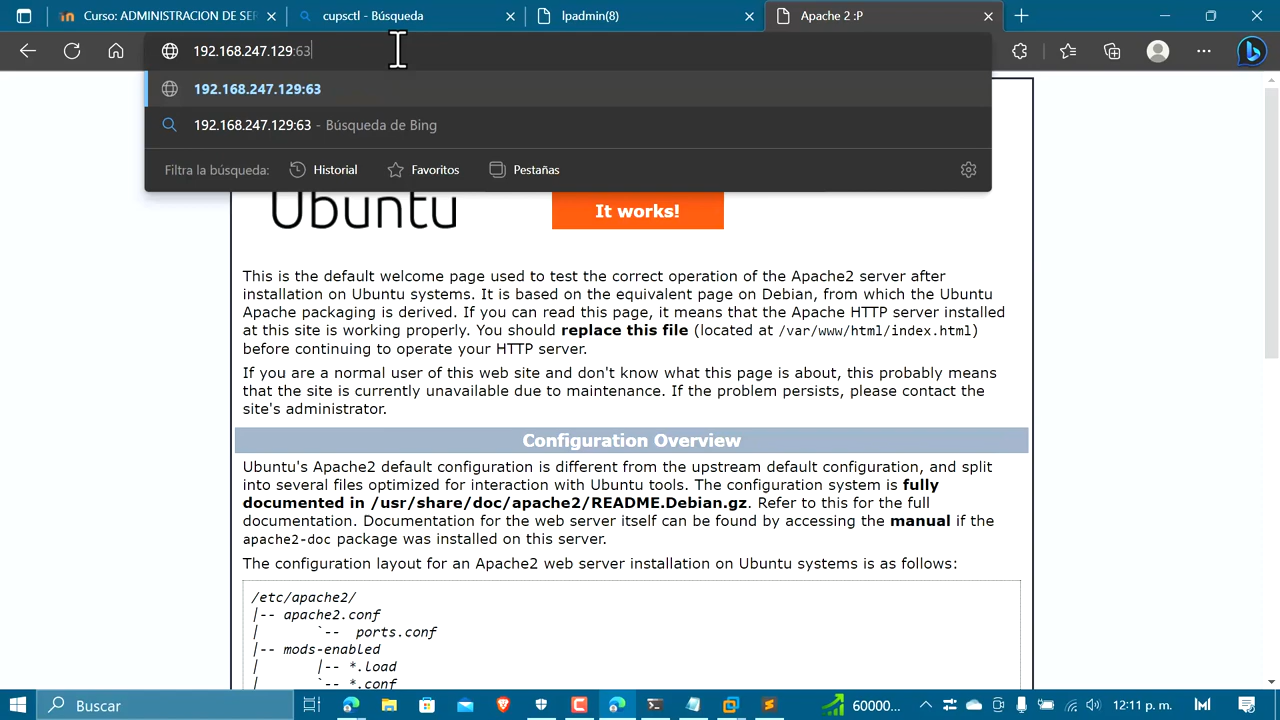 Curso: ADMINISTRACION DE SER
cupsctl - Búsqueda
lpadmin(8)
Apache 2 :P
192.168.247.129:63
192.168.247.129:63
192.168.247.129:63 - Búsqueda de Bing
Filtra la búsqueda: Historial Favoritos Pestañas
Ubuntu
It works!
This is the default welcome page used to test the correct operation of the Apache2 server after
installation on Ubuntu systems. It is based on the equivalent page on Debian, from which the Ubuntu
Apache packaging is derived. If you can read this page, it means that the Apache HTTP server installed
at this site is working properly. You should replace this file (located at /var/www/html/index.html)
before continuing to operate your HTTP server.
If you are a normal user of this web site and don't know what this page is about, this probably means
that the site is currently unavailable due to maintenance. If the problem persists, please contact the
site's administrator.
Configuration Overview
Ubuntu's Apache2 default configuration is different from the upstream default configuration, and split
into several files optimized for interaction with Ubuntu tools. The configuration system is fully
documented in /usr/share/doc/apache2/README.Debian.gz. Refer to this for the full
documentation. Documentation for the web server itself can be found by accessing the manual if the
apache2-doc package was installed on this server.
The configuration layout for an Apache2 web server installation on Ubuntu systems is as follows:
/etc/apache2/
|-- apache2.conf
| `-- ports.conf
|-- mods-enabled
| |-- *.load
| `-- *.conf
Buscar
60000...
12:11 p. m.